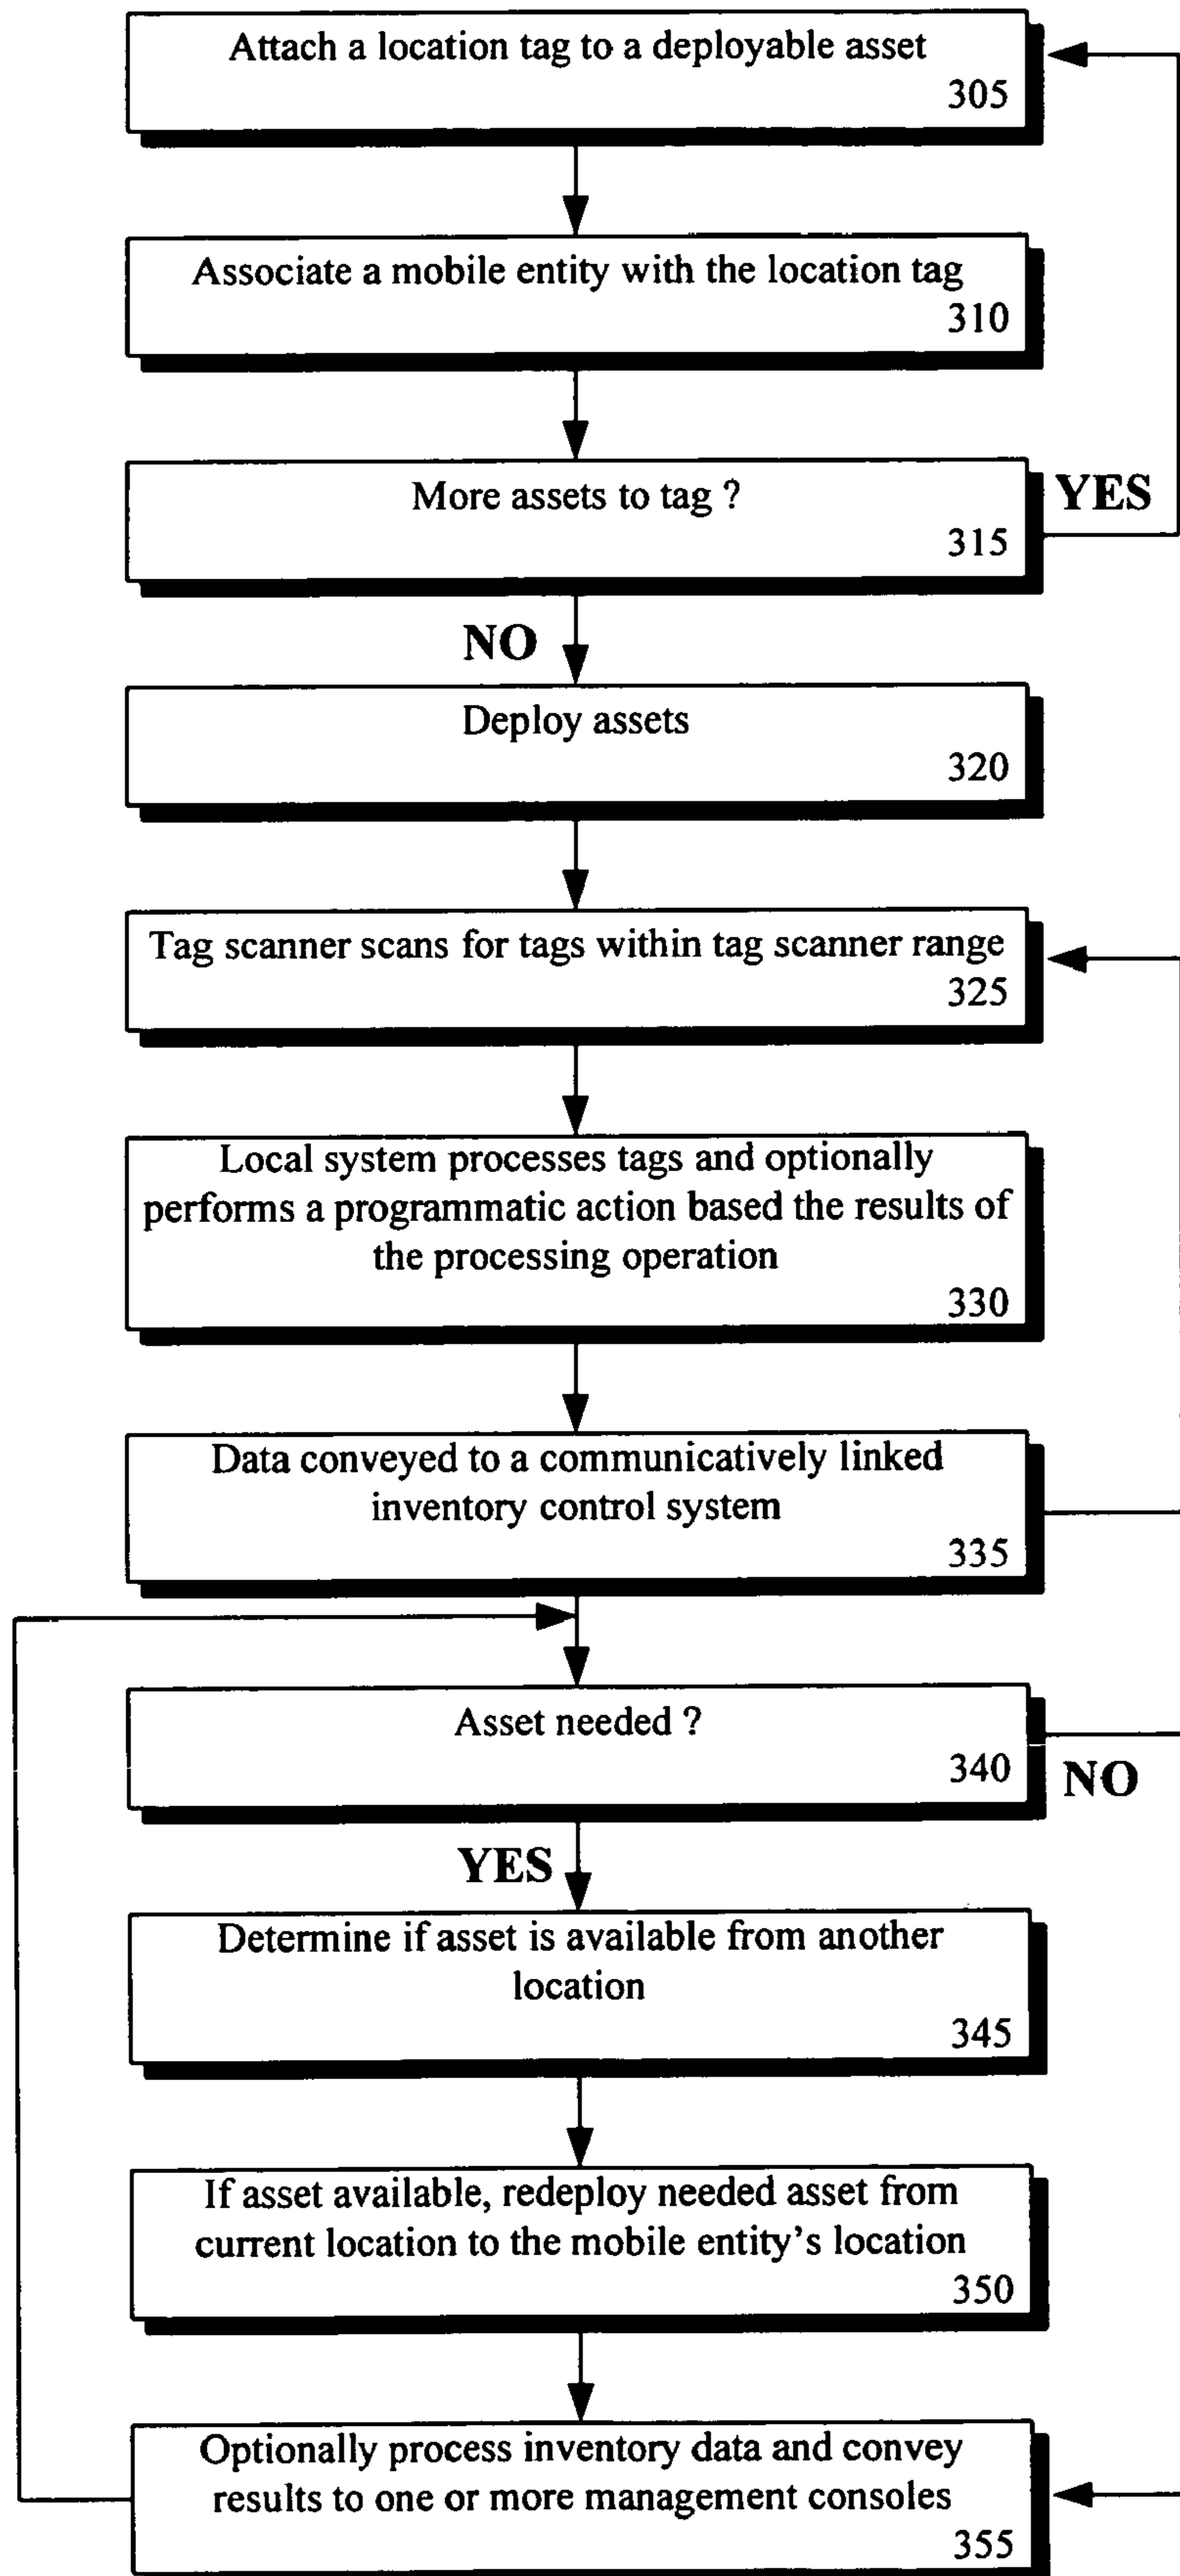 Attach a location tag to a deployable asset
305
Associate a mobile entity with the location tag
310
More assets to tag ?
315
YES
NO
Deploy assets
320
Tag scanner scans for tags within tag scanner range
325
Local system processes tags and optionally
performs a programmatic action based the results of
the processing operation
330
Data conveyed to a communicatively linked
inventory control system
335
Asset needed ?
340
NO
YES
Determine if asset is available from another
location
345
If asset available, redeploy needed asset from
current location to the mobile entity's location
350
Optionally process inventory data and convey
results to one or more management consoles
355